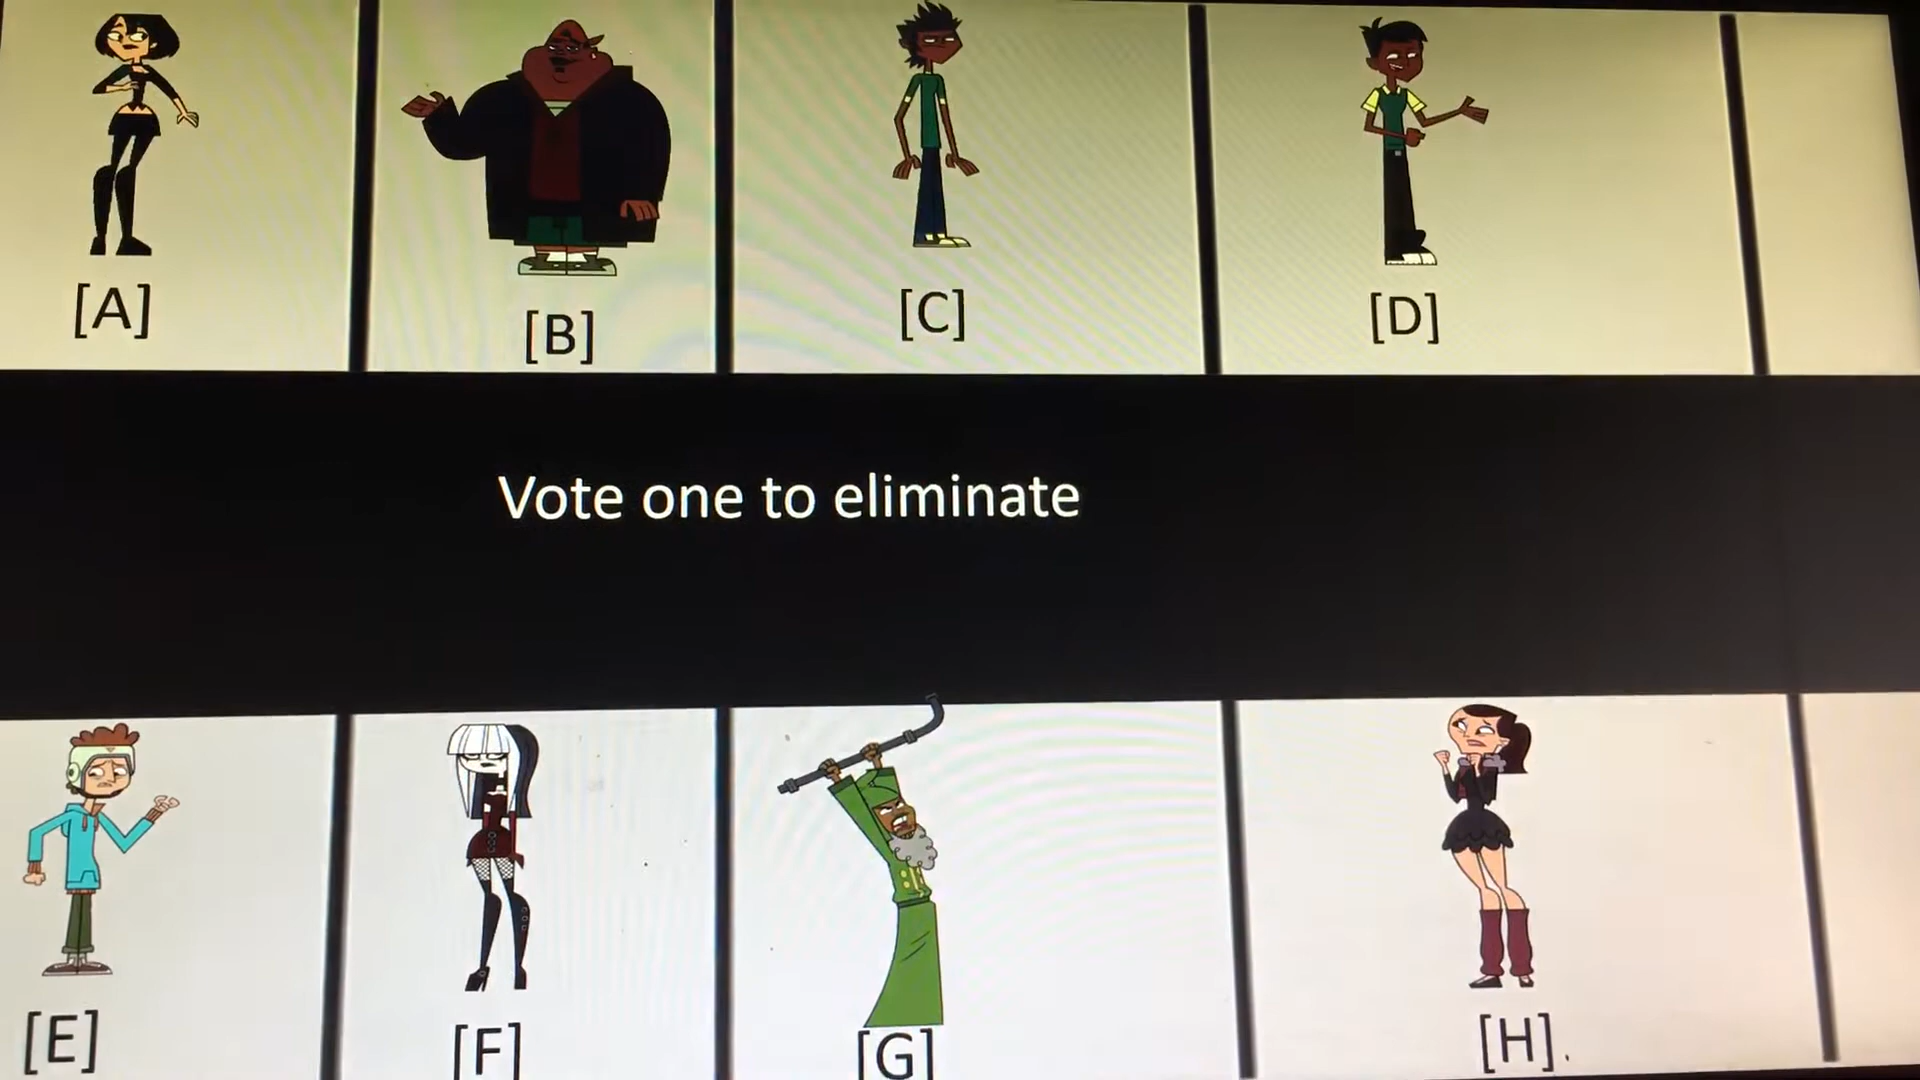 [A]
[B]
[C]
[D]
Vote one to eliminate
[E]
[F]
[G]
[H].